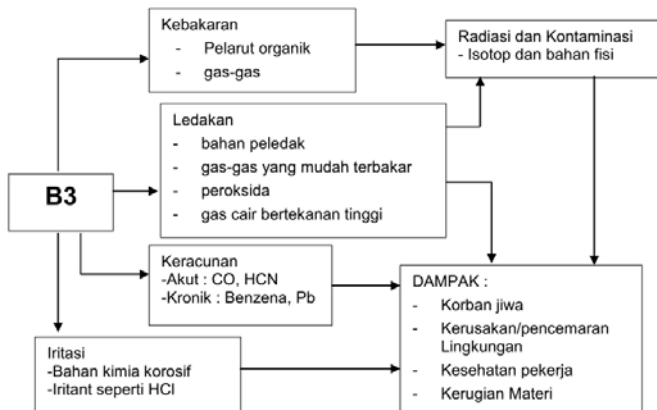 Kebakaran
- Pelarut organik
- gas-gas
Radiasi dan Kontaminasi
- Isotop dan bahan fisi
Ledakan
- bahan peledak
- gas-gas yang mudah terbakar
- peroksida
- gas cair bertekanan tinggi
B3
Keracunan
-Akut : CO, HCN
-Kronik : Benzena, Pb
DAMPAK :
- Korban jiwa
- Kerusakan/pencemaran
Lingkungan
- Kesehatan pekerja
- Kerugian Materi
Iritasi
-Bahan kimia korosif
-Iritant seperti HCl